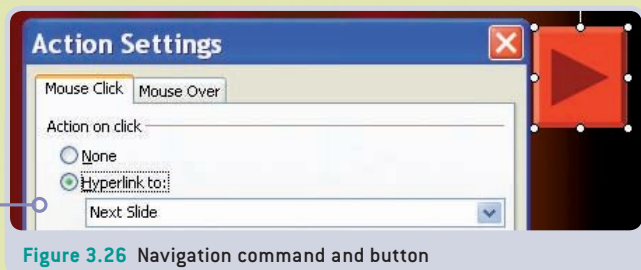 Action Settings
Mouse Click Mouse Over
Action on click
None
Hyperlink to:
Next Slide
Figure 3.26 Navigation command and button